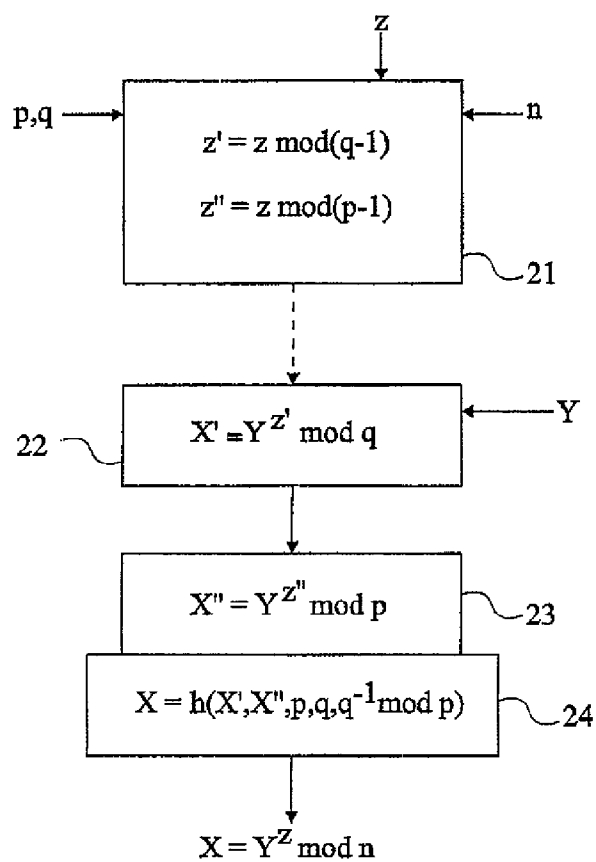 z
p,q
n
z' = z mod(q-1)
z" = z mod(p-1)
21
X' = Y^z' mod q
Y
22
X" = Y^z" mod p
23
X = h(X',X",p,q,q^-1 mod p)
24
X = Y^z mod n